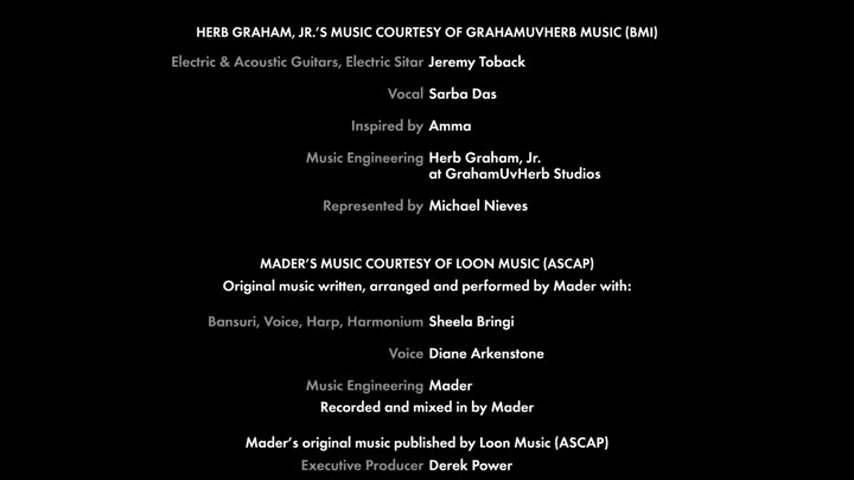 HERB GRAHAM, JR.'S MUSIC COURTESY OF GRAHAMUVHERB MUSIC (BMI)
Electric & Acoustic Guitars, Electric Sitar Jeremy Toback
Vocal Sarba Das
Inspired by Amma
Music Engineering Herb Graham, Jr.
at GrahamUvHerb Studios
Represented by Michael Nieves
MADER'S MUSIC COURTESY OF LOON MUSIC (ASCAP)
Original music written, arranged and performed by Mader with:
Bansuri, Voice, Harp, Harmonium Sheela Bringi
Voice Diane Arkenstone
Music Engineering Mader
Recorded and mixed in by Mader
Mader's original music published by Loon Music (ASCAP)
Executive Producer Derek Power